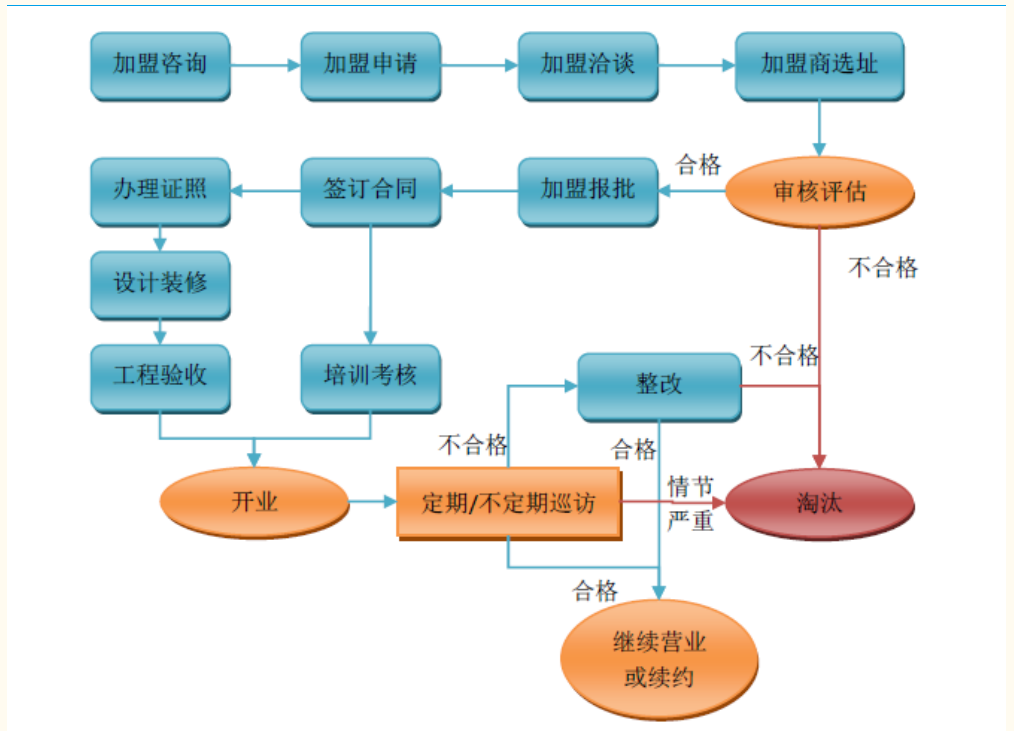 加盟咨询
加盟申请
加盟洽谈
加盟商选址
办理证照
签订合同
加盟报批
合格
审核评估
不合格
设计装修
工程验收
培训考核
整改
不合格
不合格
合格
开业
定期/不定期巡访
情节
严重
淘汰
合格
继续营业
或续约